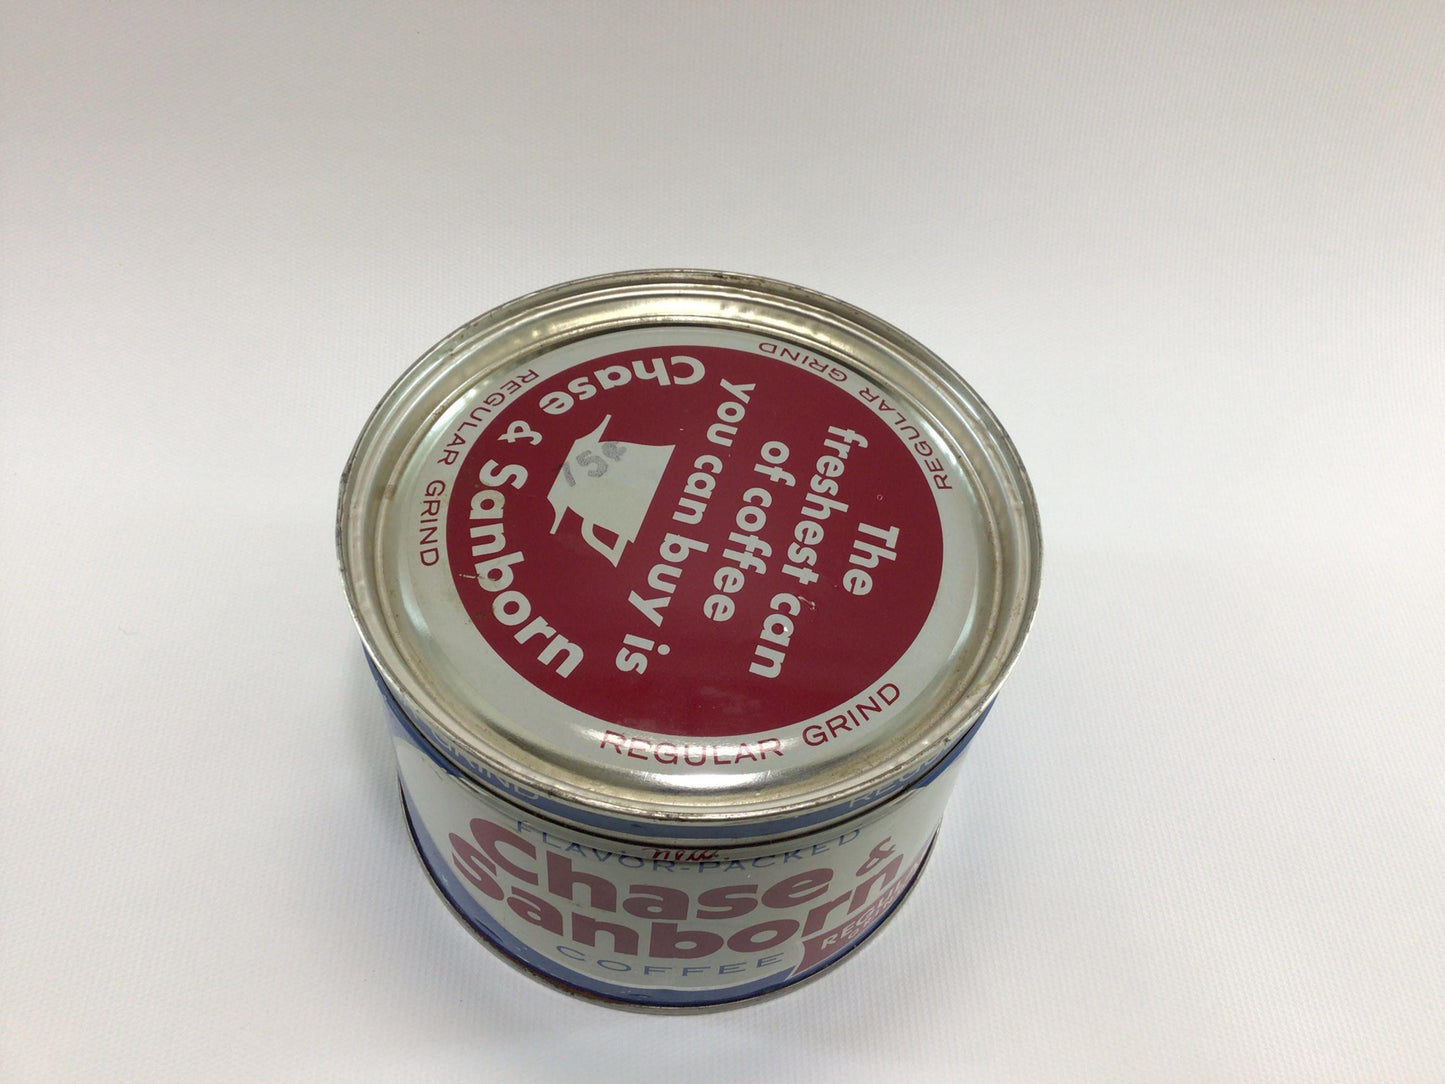 The
freshest can
of coffee
you can buy is
Chase & Sanborn
REGULAR GRIND
REGULAR GRIND
REGULAR GRIND
GRIND
FLAVOR-PACKED
Chase &
Sanborn
COFFEE